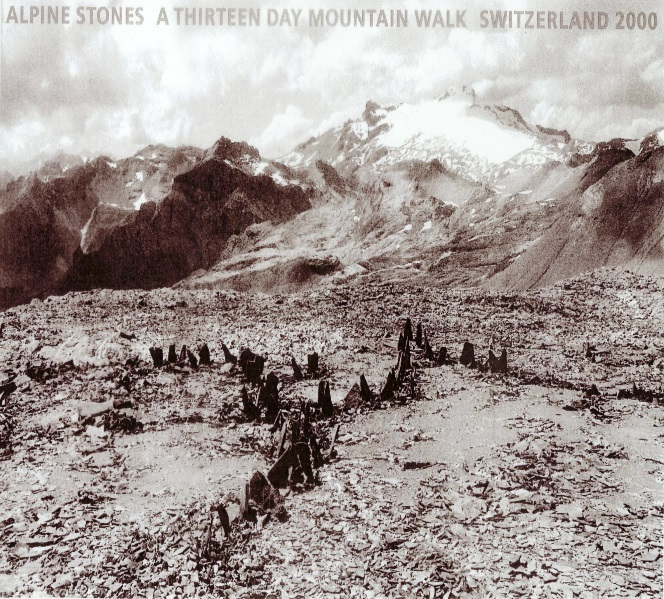 ALPINE STONES A THIRTEEN DAY MOUNTAIN WALK SWITZERLAND 2000